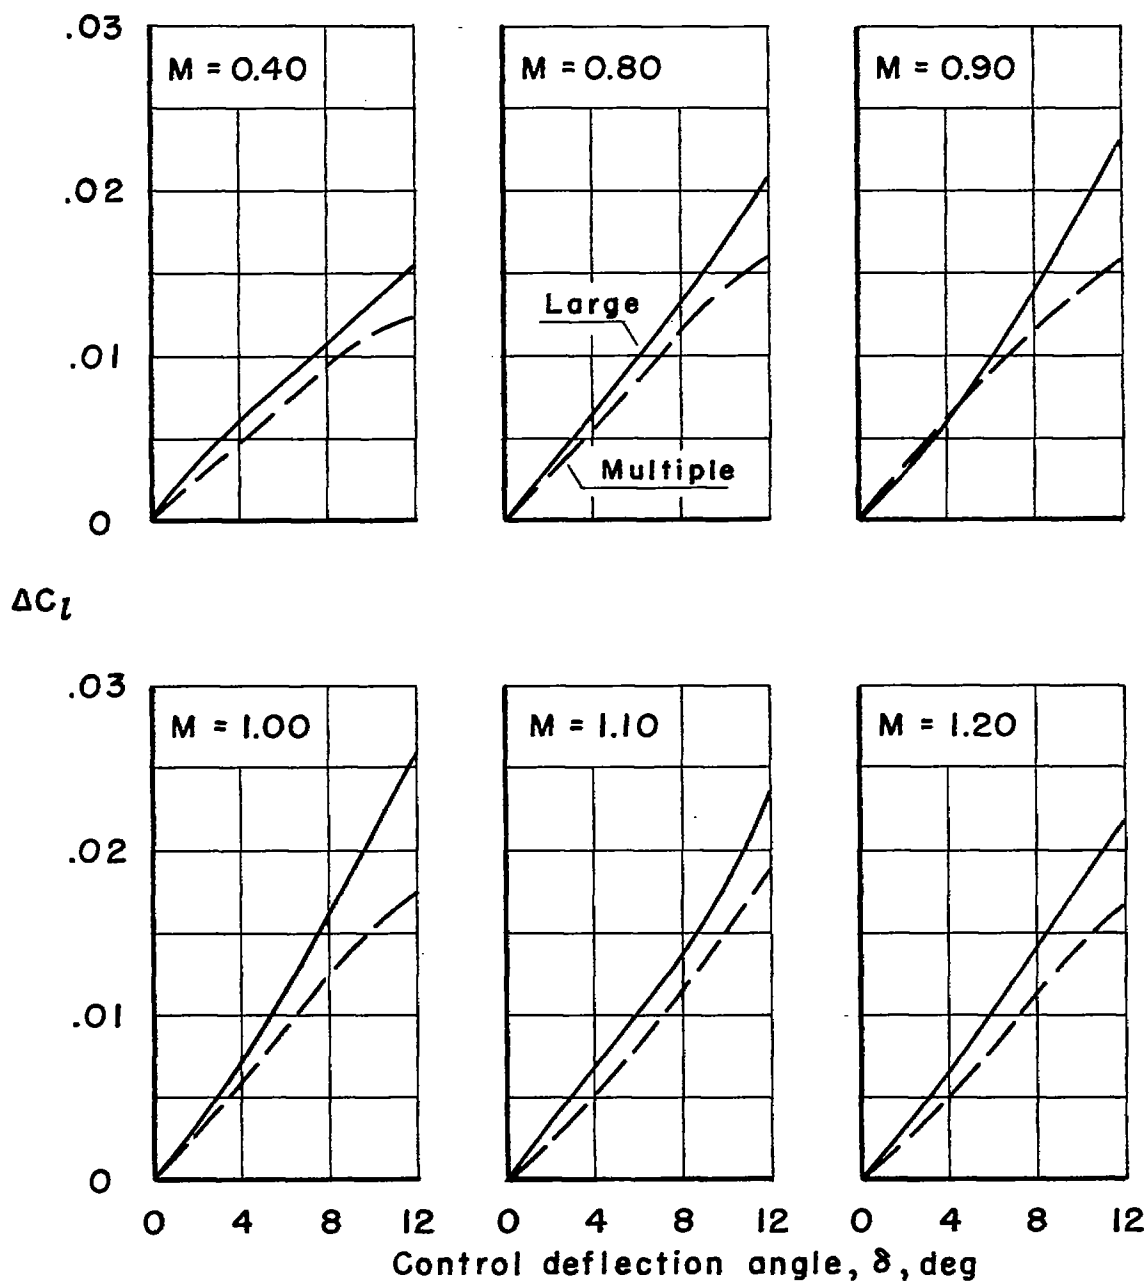 .03
M = 0.40
M = 0.80
M = 0.90
.02
Large
.01
Multiple
0
ΔCl
.03
M = 1.00
M = 1.10
M = 1.20
.02
.01
0
0 4 8 12 0 4 8 12 0 4 8 12
Control deflection angle, δ, deg